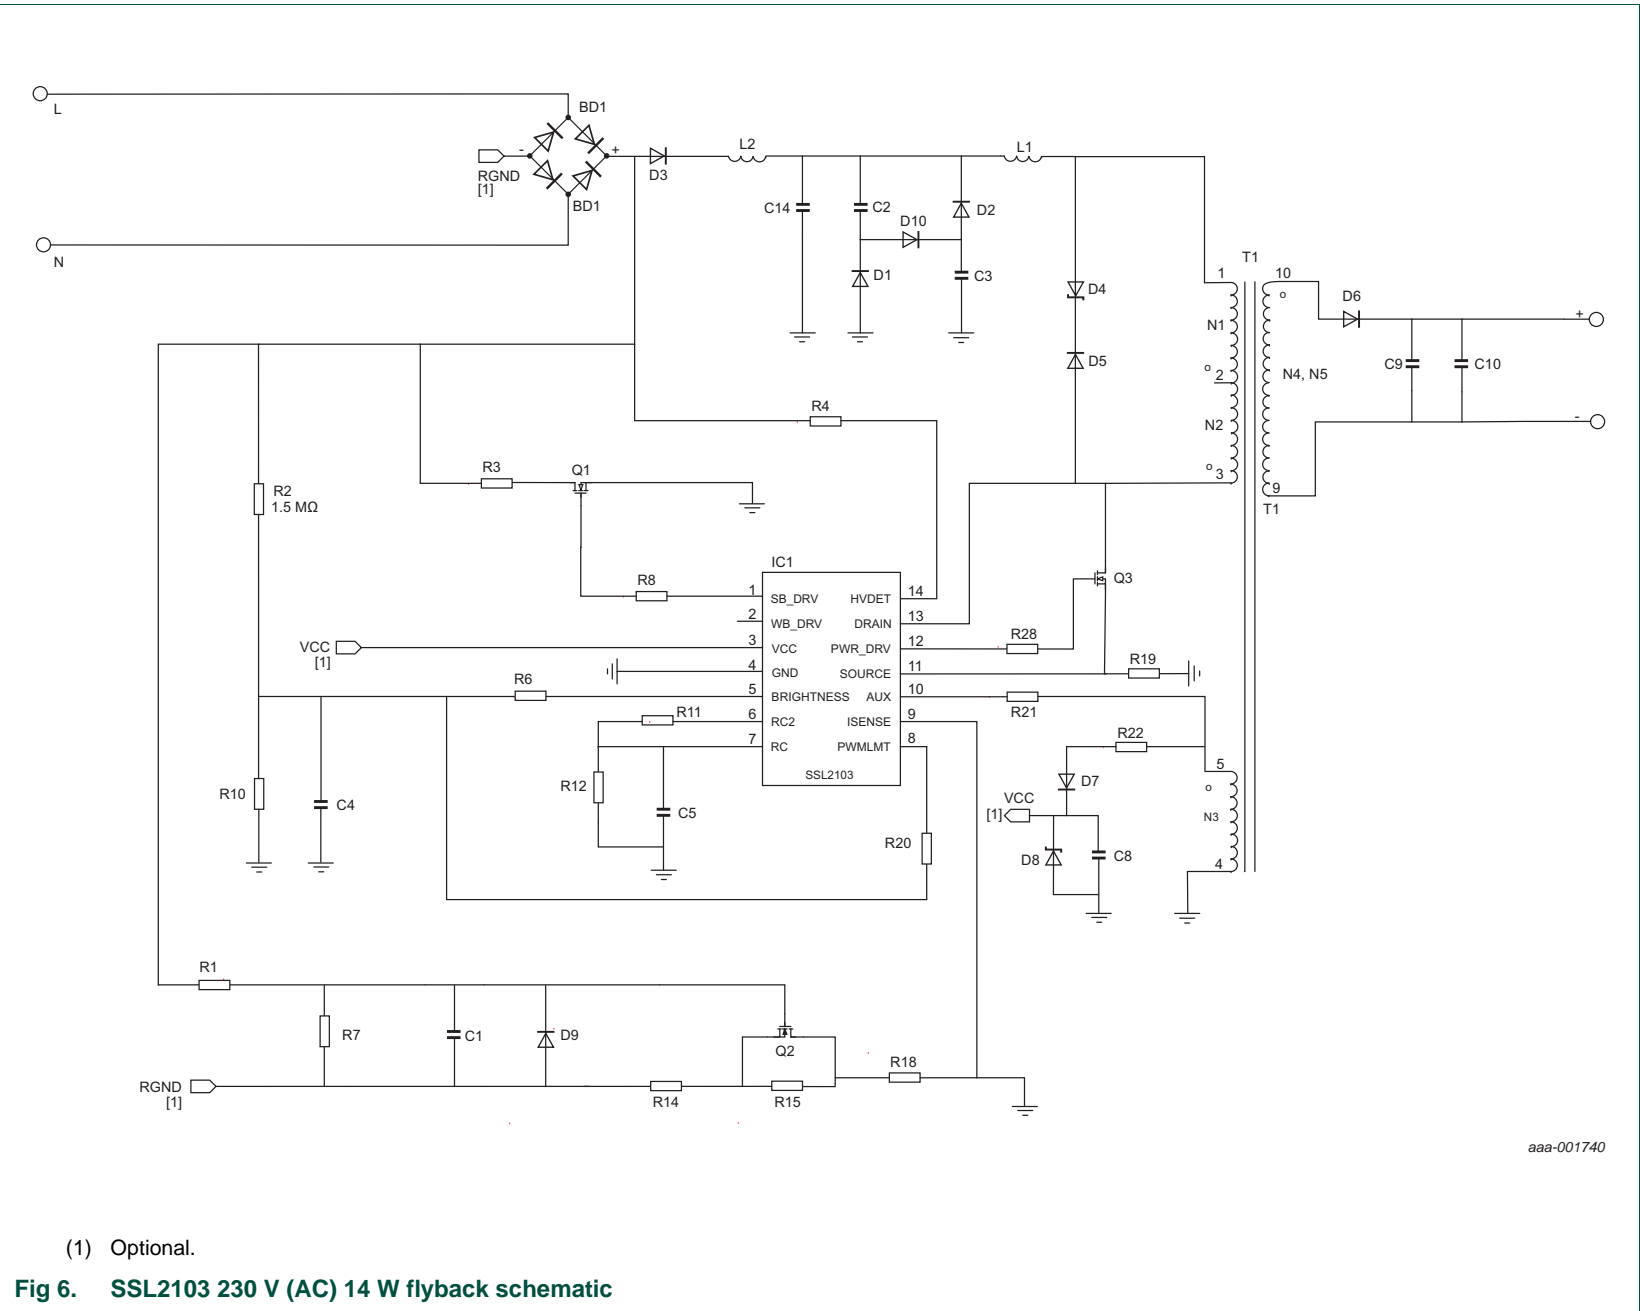 L
BD1
-
+
RGND
[1]
BD1
N
D3
L2
L1
C14
C2
D2
D10
D1
C3
D4
D5
T1
1
10
N1
2
N2
3
N4, N5
9
T1
D6
+
C9
C10
-
R4
R3
Q1
R2
1.5 MΩ
IC1
R8
1
SB_DRV
HVDET
14
2
WB_DRV
DRAIN
13
VCC
[1]
3
VCC
PWR_DRV
12
R28
Q3
4
GND
SOURCE
11
R19
R6
5
BRIGHTNESS
AUX
10
R21
R11
6
RC2
ISENSE
9
7
RC
PWMLMT
8
SSL2103
R22
R12
C5
R10
C4
R20
D7
VCC
[1]
D8
C8
5
N3
4
R1
R7
C1
D9
Q2
R18
RGND
[1]
R14
R15
aaa-001740
(1) Optional.
Fig 6. SSL2103 230 V (AC) 14 W flyback schematic